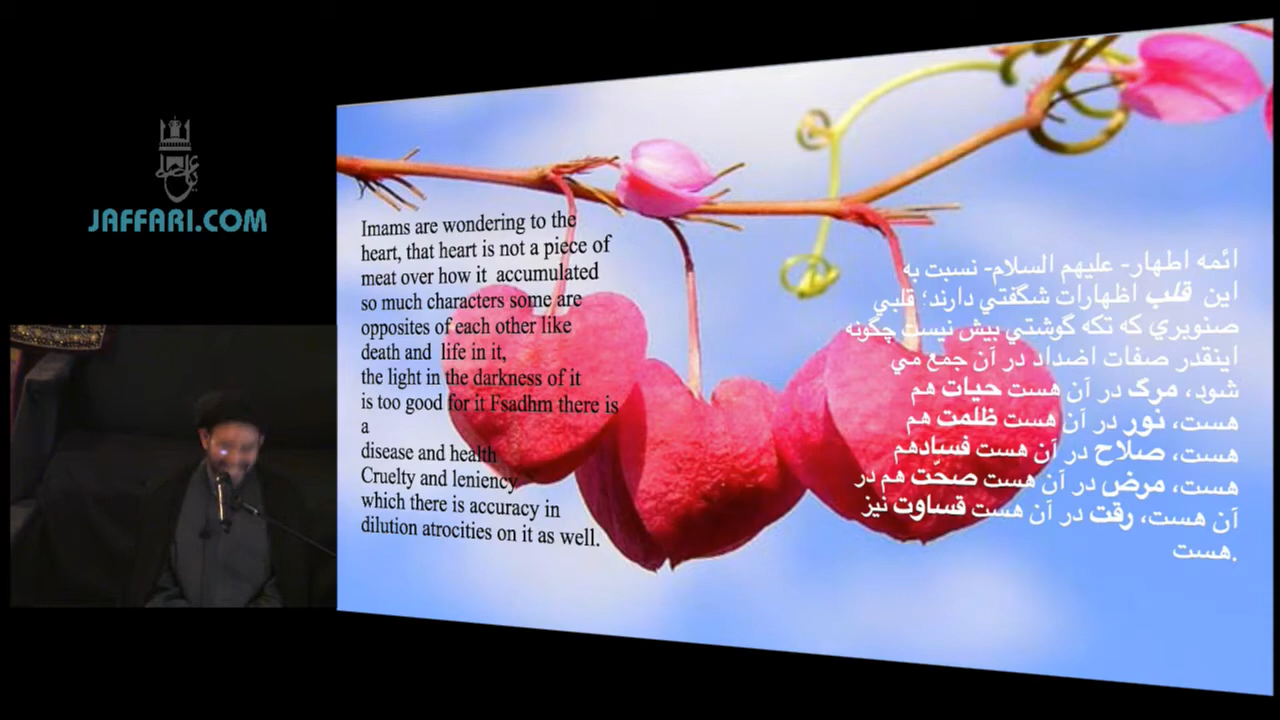 JAFFARI.COM
Imams are wondering to the
heart, that heart is not a piece of
meat over how it accumulated
so much characters some are
opposites of each other like
death and life in it,
the light in the darkness of it
is too good for it Fsadhm there is
a
disease and health
Cruelty and leniency
which there is accuracy in
dilution atrocities on it as well.
ائمه اطهار- عليهم السلام- نسبت به
اين قلب اظهارات شگفتي دارند؛ قلبي
صنوبري كه تكه گوشتي بيش نيست چگونه
اينقدر صفات اضداد در آن جمع مي
شود، مرگ در آن هست حيات هم
هست، نور در آن هست ظلمت هم
هست، صلاح در آن هست فسادهم
هست، مرض در آن هست صحّت هم در
آن هست، رقت در آن هست قساوت نيز
هست.